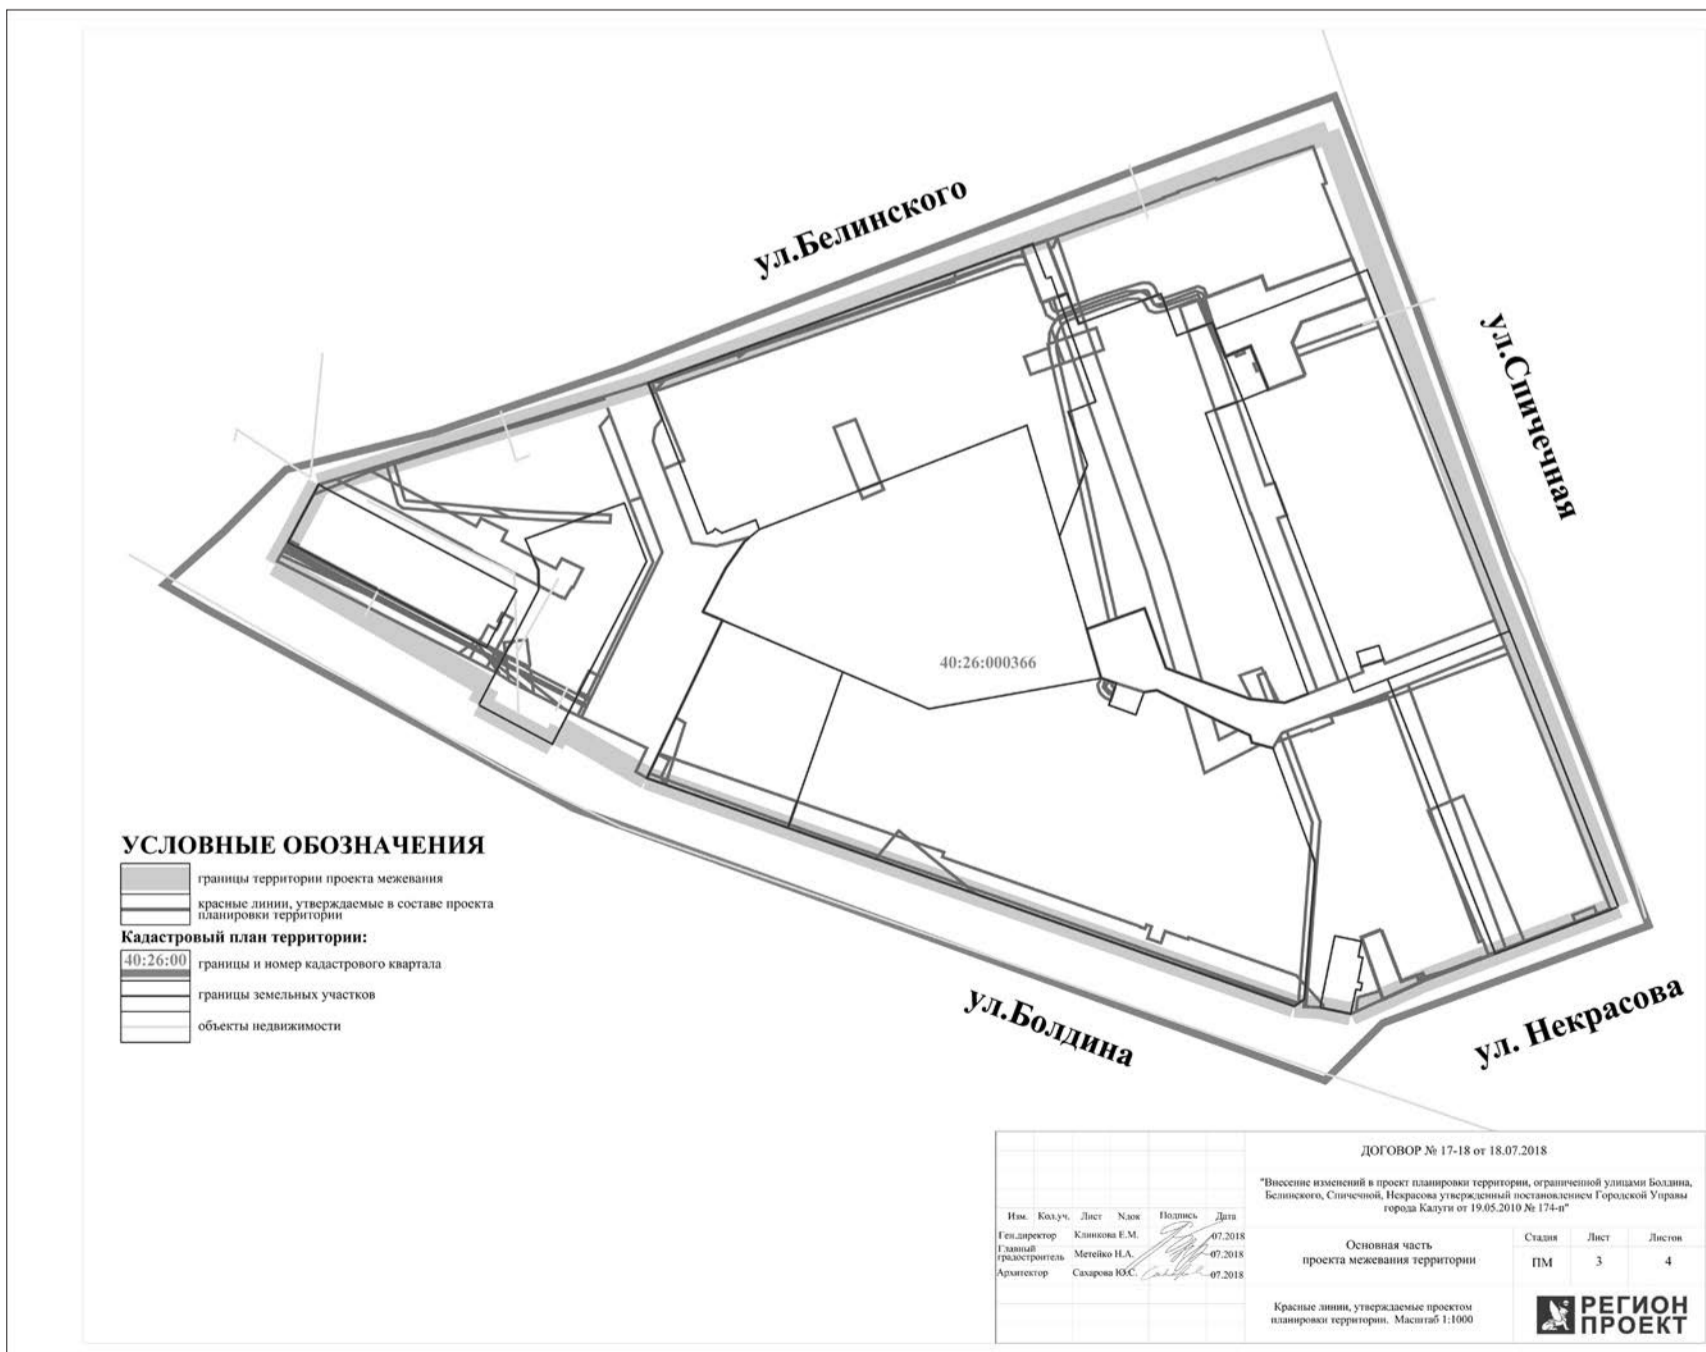 ул.Белинского
ул.Спичечная
40:26:000366
УСЛОВНЫЕ ОБОЗНАЧЕНИЯ
границы территории проекта межевания
красные линии, утверждаемые в составе проекта
планировки территории
Кадастровый план территории:
40:26:00
границы и номер кадастрового квартала
границы земельных участков
объекты недвижимости
ул.Болдина
ул. Некрасова
ДОГОВОР № 17-18 от 18.07.2018
"Внесение изменений в проект планировки территории, ограниченной улицами Болдина,
Белинского, Спичечной, Некрасова утвержденный постановлением Городской Управы
города Калуги от 19.05.2010 № 174-п"
Изм. Кол.уч. Лист №док Подпись Дата
Ген.директор Клинкова Е.М. 07.2018
Главный
градостроитель Метейко Н.А. 07.2018
Архитектор Сахарова Ю.С. 07.2018
Основная часть
проекта межевания территории
Стадия Лист Листов
ПМ 3 4
Красные линии, утверждаемые проектом
планировки территории. Масштаб 1:1000
РЕГИОН
ПРОЕКТ